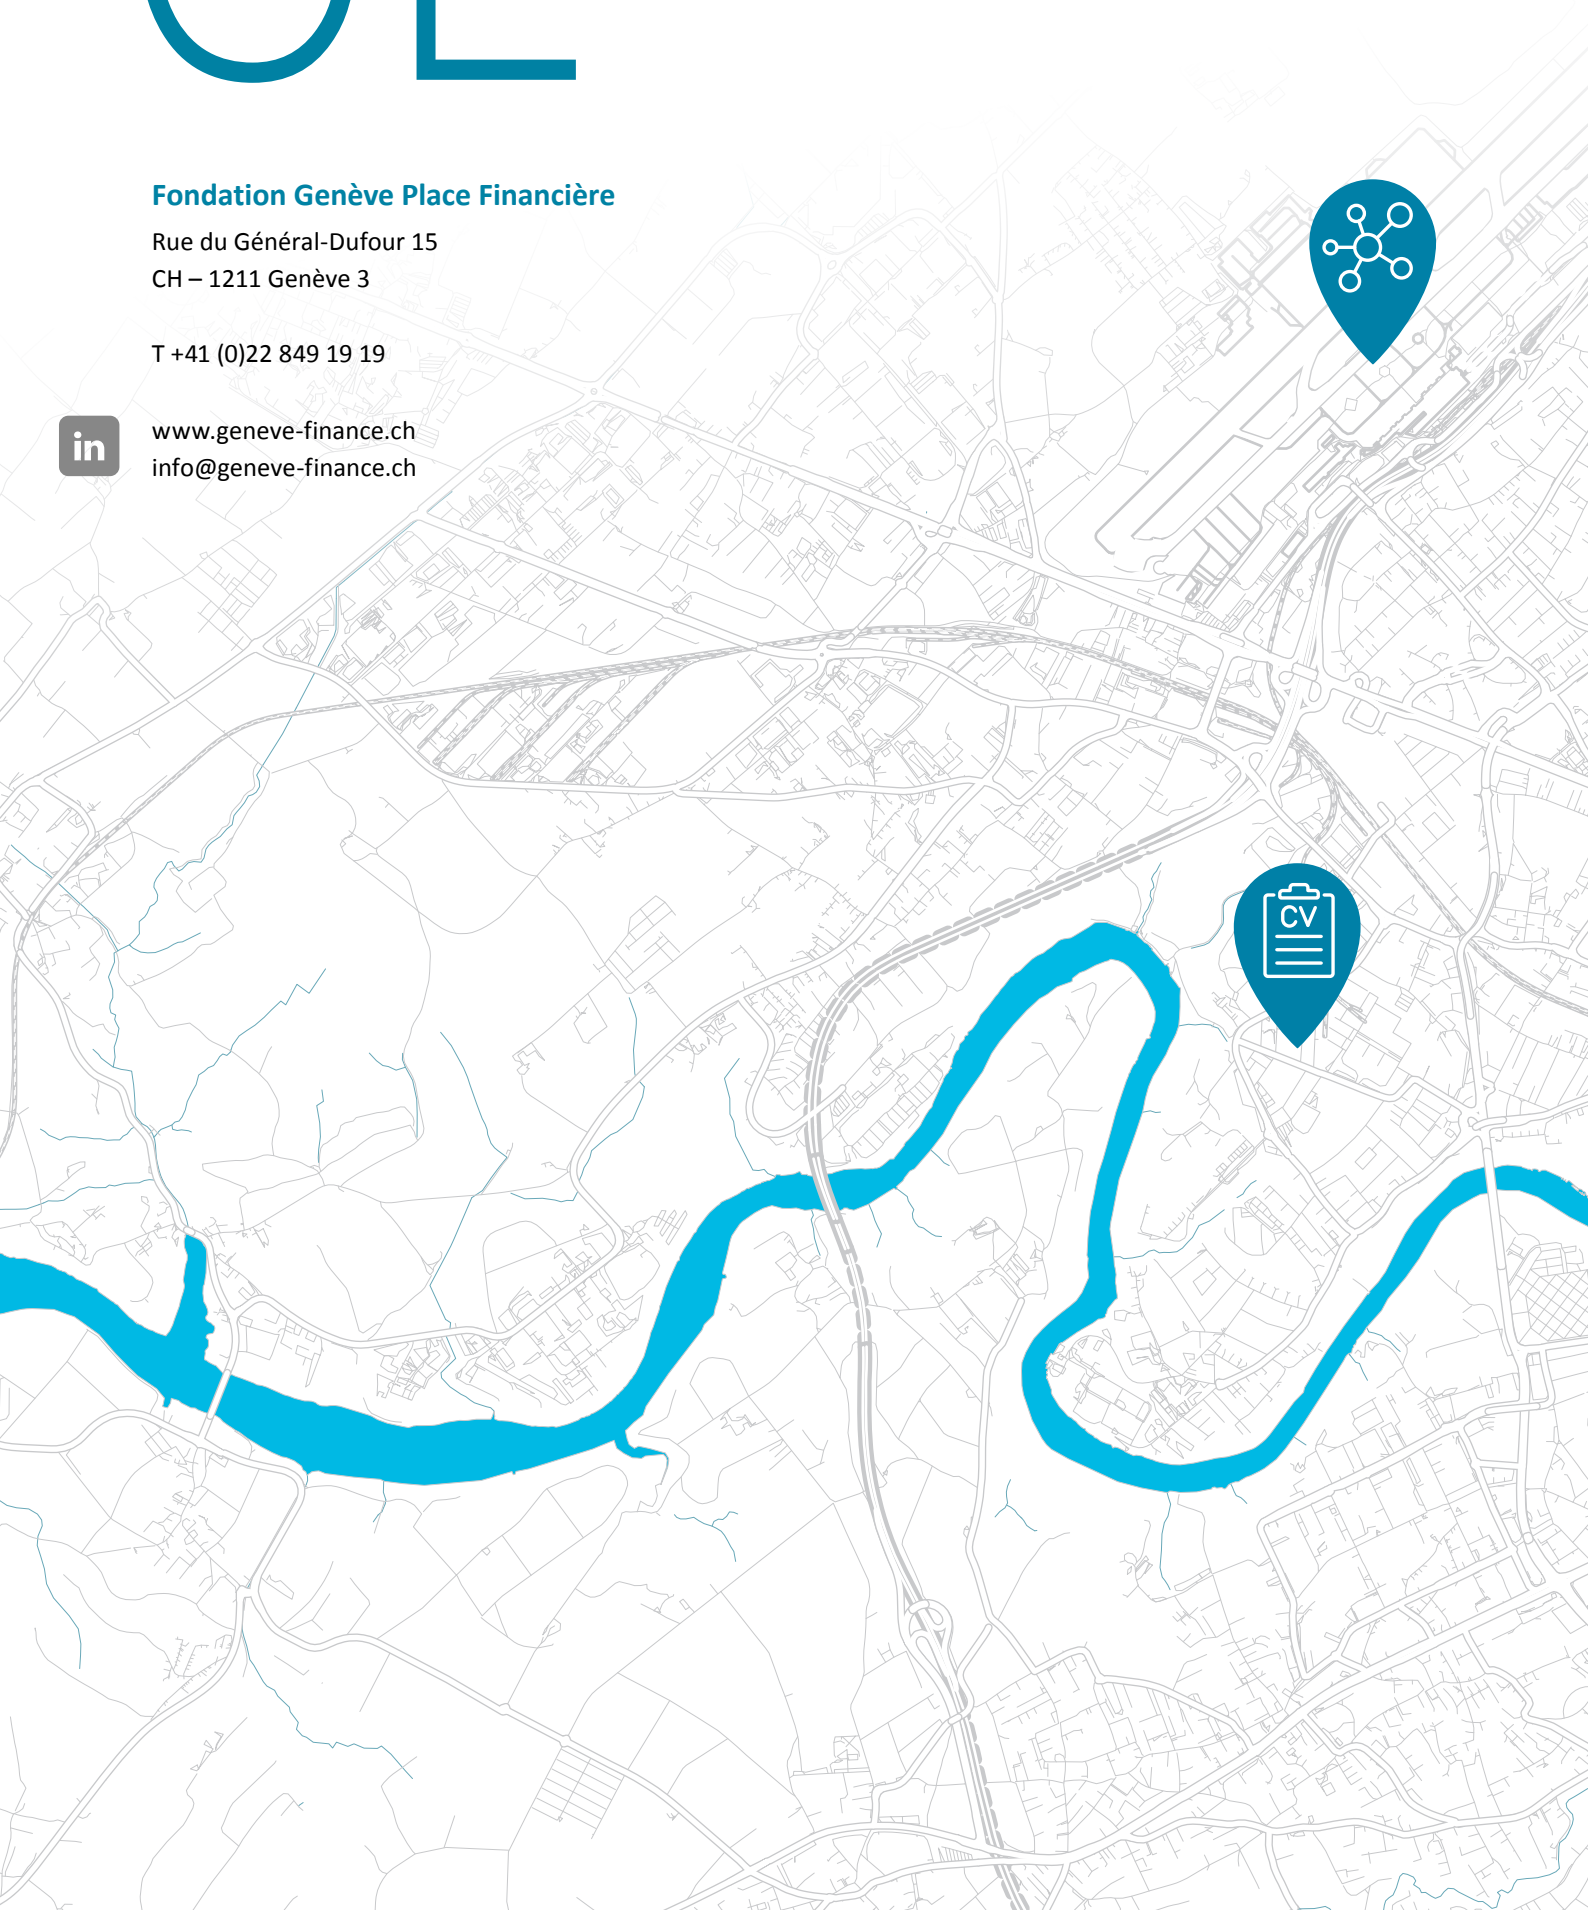 Fondation Genève Place Financière
Rue du Général-Dufour 15
CH – 1211 Genève 3
T +41 (0)22 849 19 19
in
www.geneve-finance.ch
info@geneve-finance.ch
CV